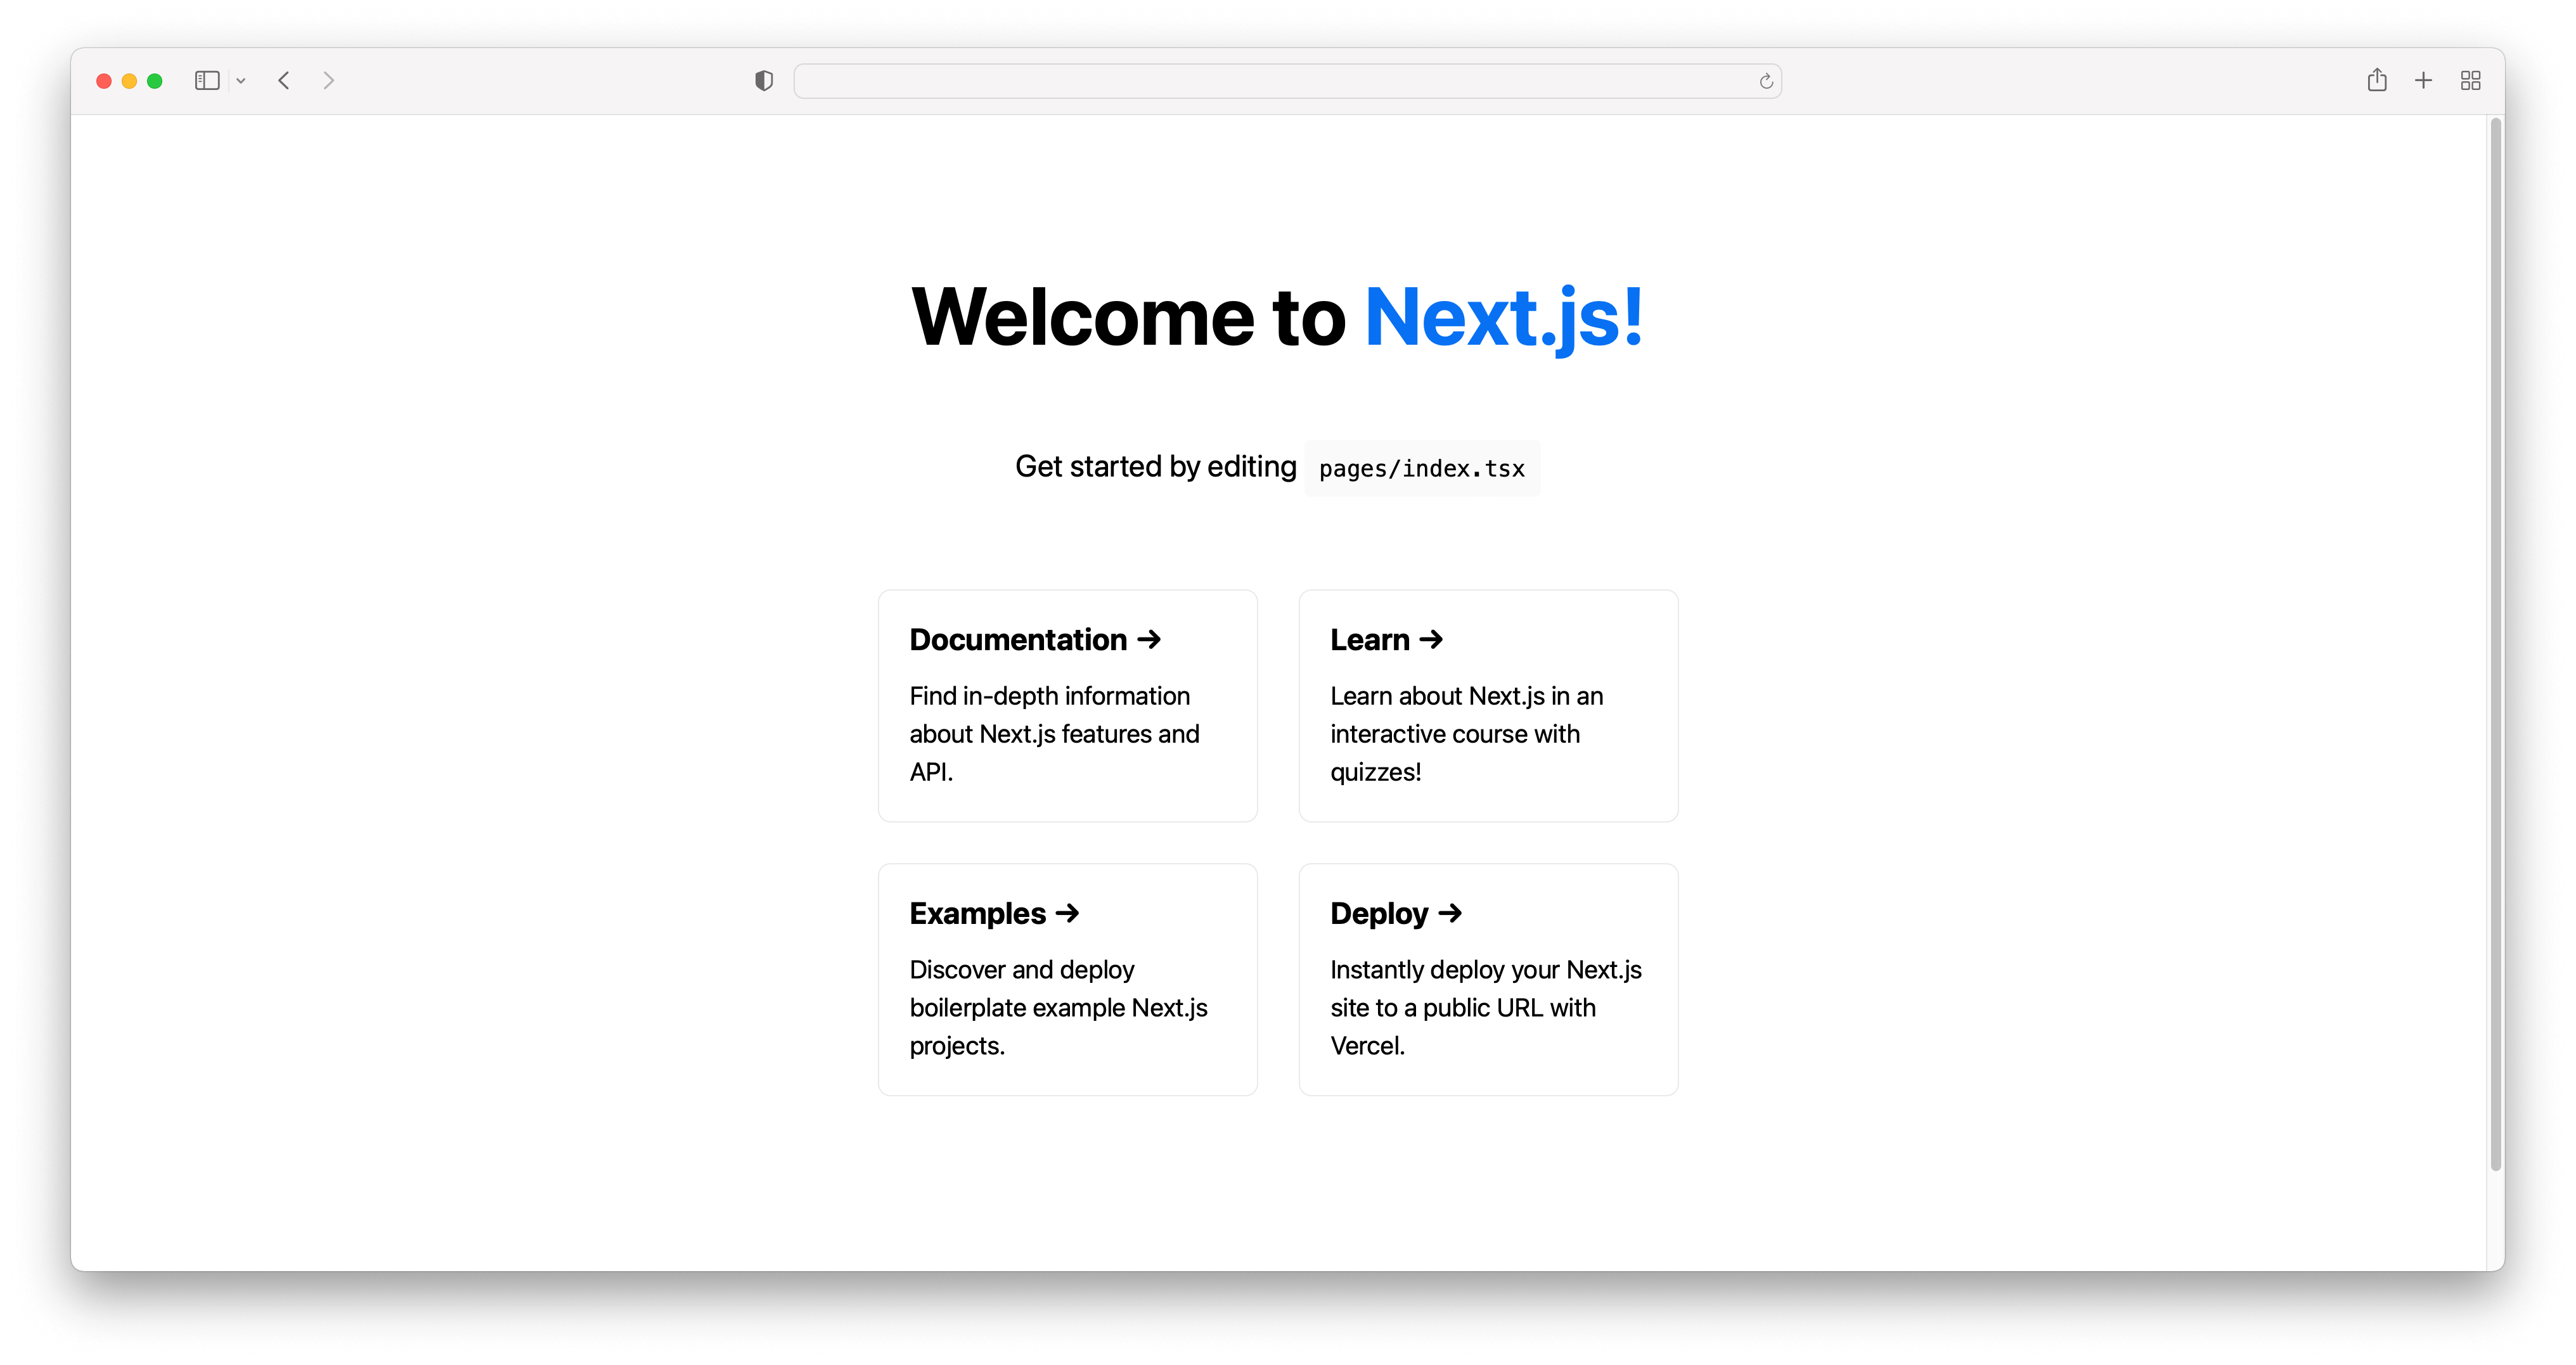 Welcome to Next.js!
Get started by editing pages/index.tsx
Documentation →
Find in-depth information
about Next.js features and
API.
Learn →
Learn about Next.js in an
interactive course with
quizzes!
Examples →
Discover and deploy
boilerplate example Next.js
projects.
Deploy →
Instantly deploy your Next.js
site to a public URL with
Vercel.